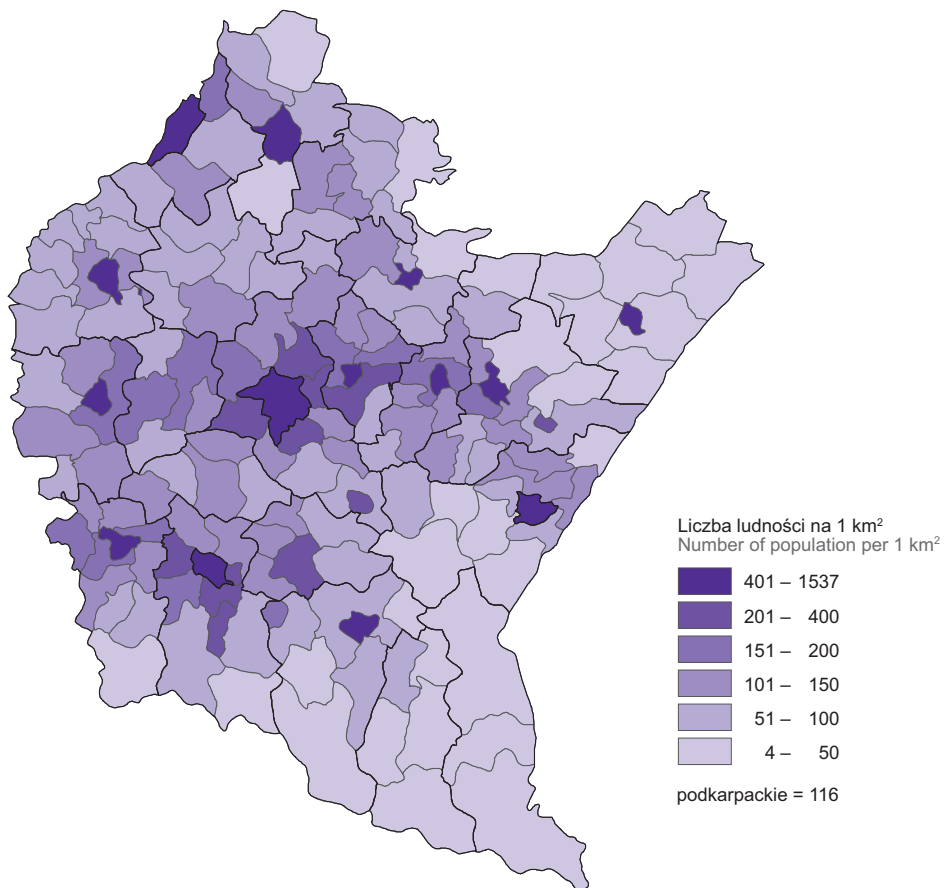 Liczba ludności na 1 km²
Number of population per 1 km²
401 – 1537
201 – 400
151 – 200
101 – 150
51 – 100
4 – 50
podkarpackie = 116